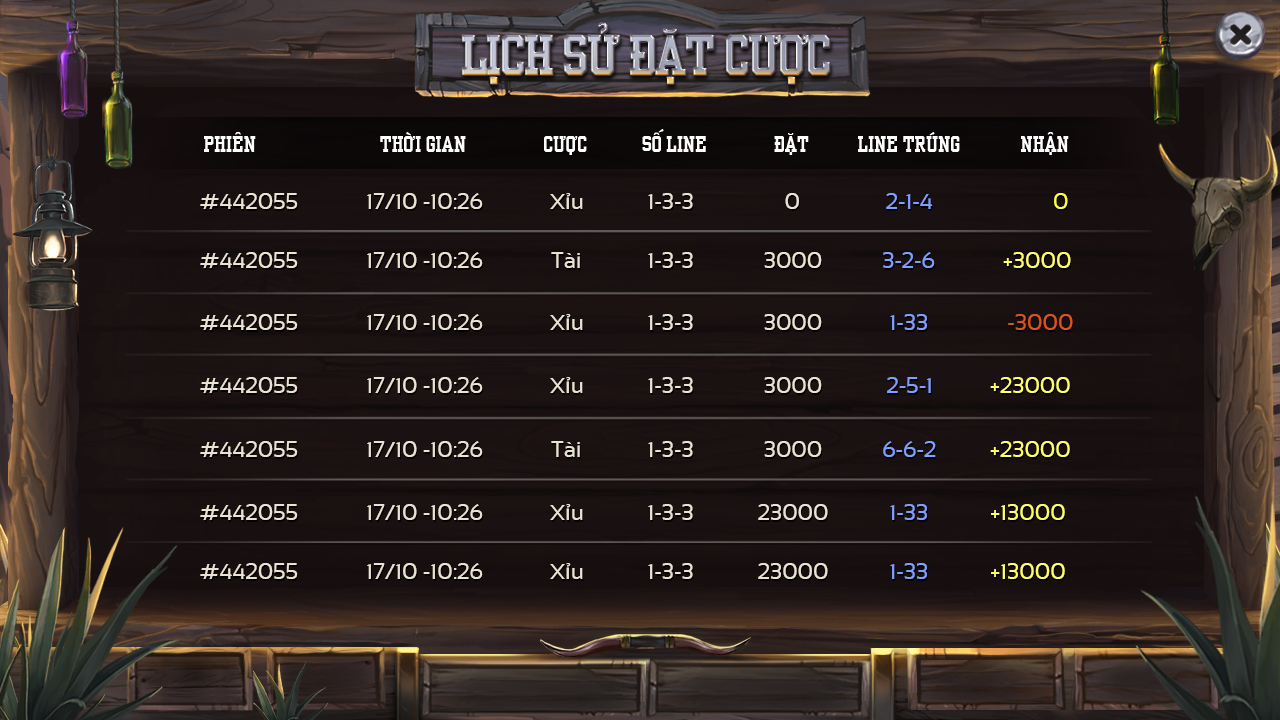 LỊCH SỬ ĐẶT CƯỢC
PHIÊN THỜI GIAN CƯỢC SỐ LINE ĐẶT LINE TRÚNG NHẬN
#442055 17/10 -10:26 Xỉu 1-3-3 0 2-1-4 0
#442055 17/10 -10:26 Tài 1-3-3 3000 3-2-6 +3000
#442055 17/10 -10:26 Xỉu 1-3-3 3000 1-33 -3000
#442055 17/10 -10:26 Xỉu 1-3-3 3000 2-5-1 +23000
#442055 17/10 -10:26 Tài 1-3-3 3000 6-6-2 +23000
#442055 17/10 -10:26 Xỉu 1-3-3 23000 1-33 +13000
#442055 17/10 -10:26 Xỉu 1-3-3 23000 1-33 +13000